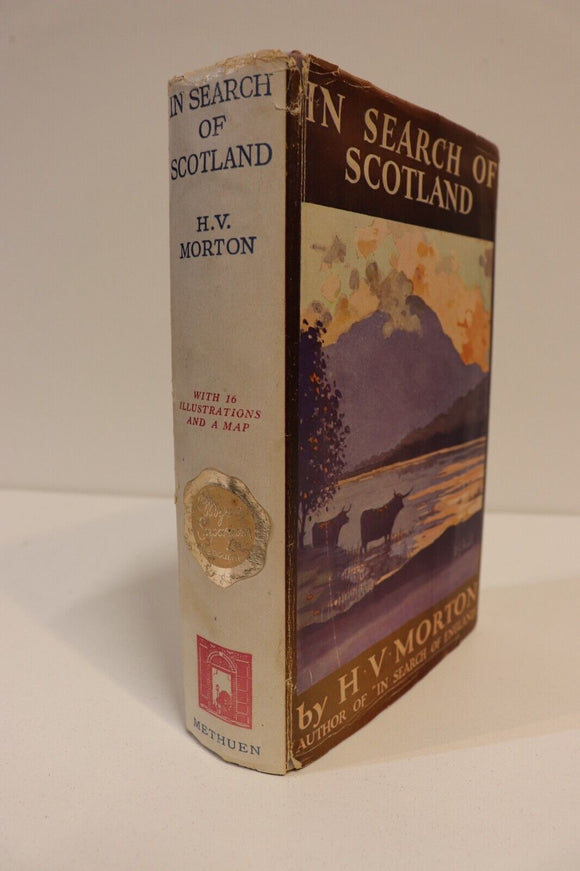 IN SEARCH
OF
SCOTLAND
H.V.
MORTON
WITH 16
ILLUSTRATIONS
AND A MAP
METHUEN
IN SEARCH OF
SCOTLAND
by H·V·MORTON
AUTHOR OF "IN SEARCH OF ENGLAND"